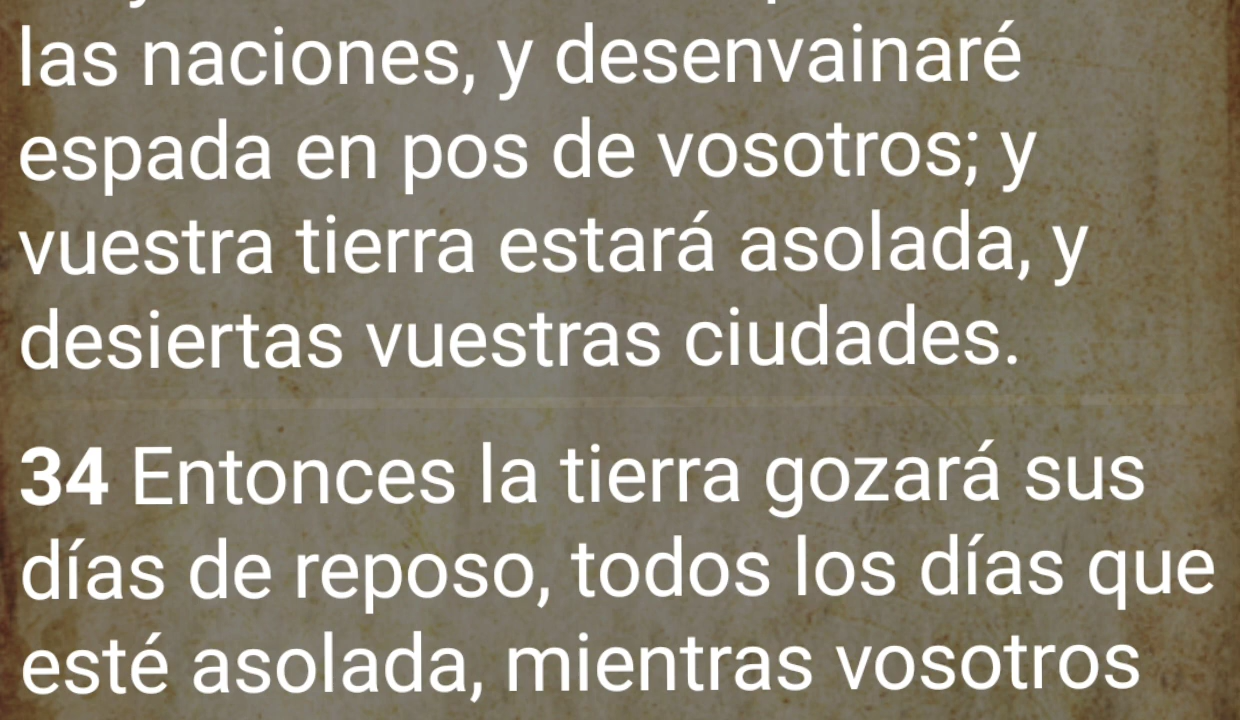 las naciones, y desenvainaré
espada en pos de vosotros; y
vuestra tierra estará asolada, y
desiertas vuestras ciudades.
34 Entonces la tierra gozará sus
días de reposo, todos los días que
esté asolada, mientras vosotros